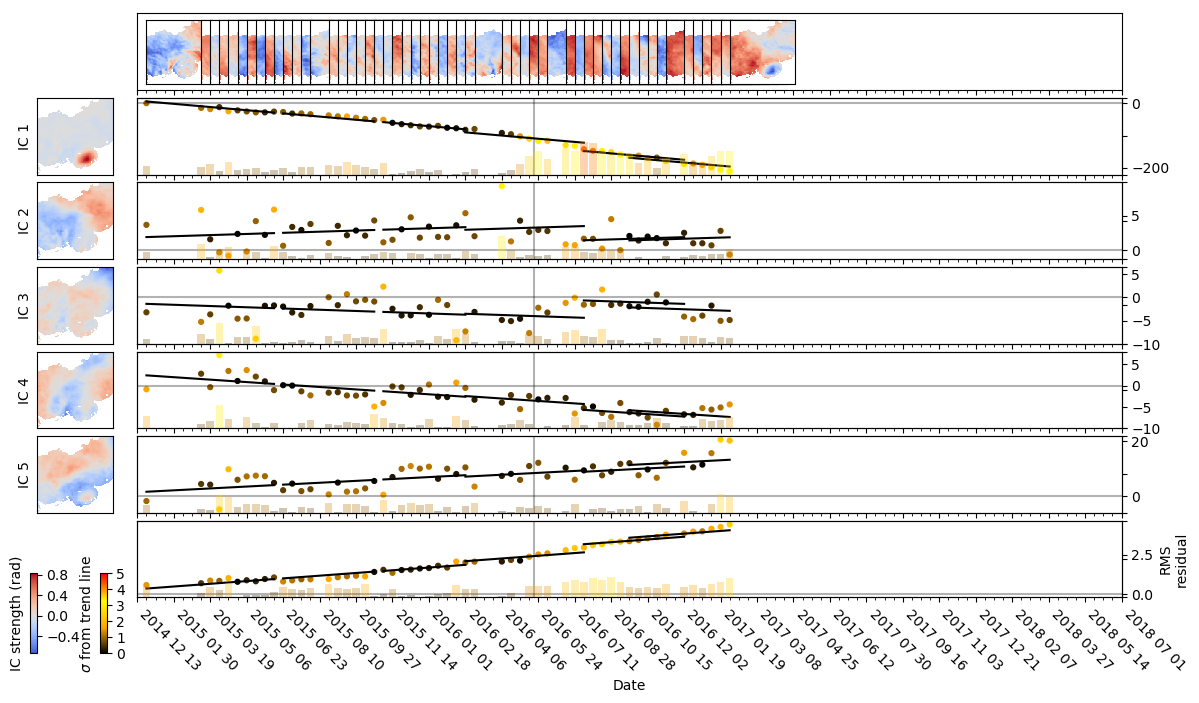 IC 1
0
−200
IC 2
5
0
IC 3
5
0
−5
−10
IC 4
5
0
−5
−10
IC 5
20
0
RMS
residual
2.5
0.0
IC strength (rad)
0.8
0.4
0.0
−0.4
σ from trend line
5
4
3
2
1
0
2014 12 13
2015 01 30
2015 03 19
2015 05 06
2015 06 23
2015 08 10
2015 09 27
2015 11 14
2016 01 01
2016 02 18
2016 04 06
2016 05 24
2016 07 11
2016 08 28
2016 10 15
2016 12 02
2017 01 19
2017 03 08
2017 04 25
2017 06 12
2017 07 30
2017 09 16
2017 11 03
2017 12 21
2018 02 07
2018 03 27
2018 05 14
2018 07 01
Date